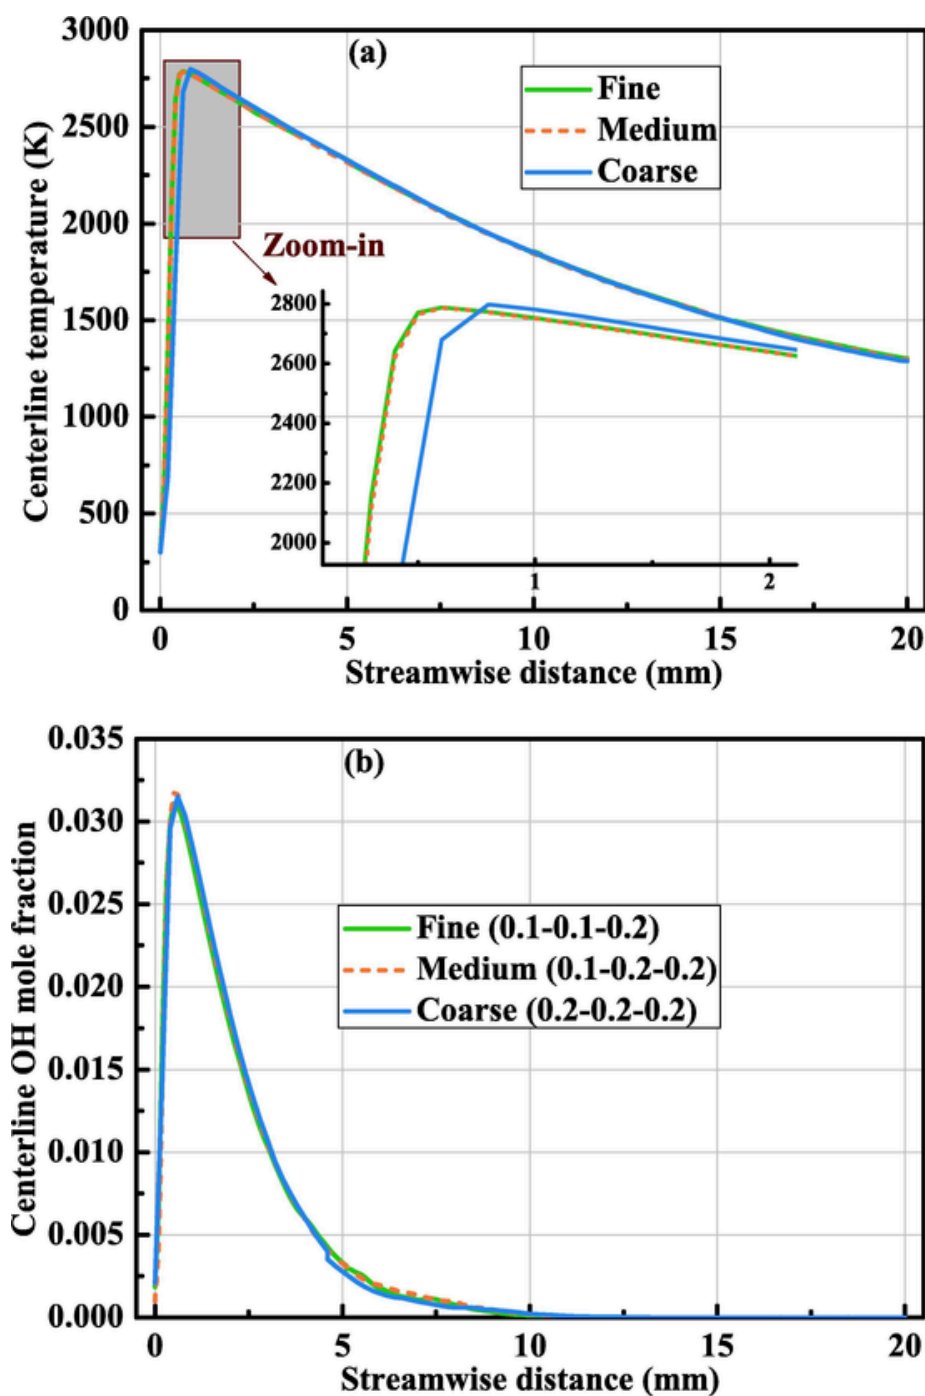 (a)
Centerline temperature (K)
3000
2500
2000
1500
1000
500
0
Fine
Medium
Coarse
Zoom-in
2800
2600
2400
2200
2000
1
2
0
5
10
15
20
Streamwise distance (mm)
(b)
Centerline OH mole fraction
0.035
0.030
0.025
0.020
0.015
0.010
0.005
0.000
Fine (0.1-0.1-0.2)
Medium (0.1-0.2-0.2)
Coarse (0.2-0.2-0.2)
0
5
10
15
20
Streamwise distance (mm)